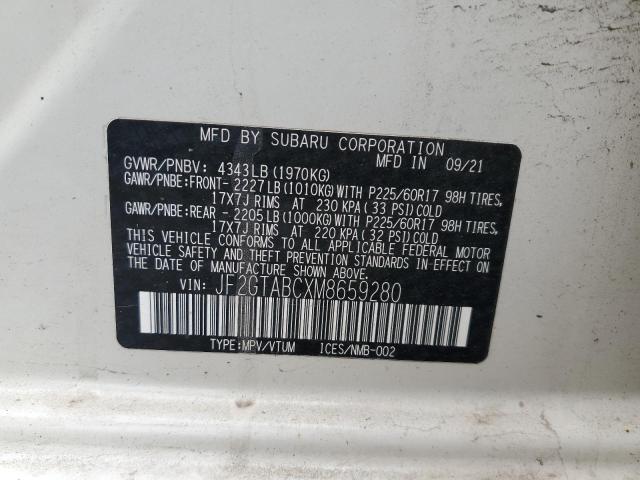 MFD BY SUBARU CORPORATION
GVWR/PNBV: 4343LB(1970KG) MFD IN 09/21
GAWR/PNBE:FRONT- 2227LB(1010KG)WITH P225/60R17 98H TIRES,
17X7J RIMS AT 230 KPA(33 PSI)COLD
GAWR/PNBE:REAR - 2205LB(1000KG)WITH P225/60R17 98H TIRES,
17X7J RIMS AT 220 KPA(32 PSI)COLD
THIS VEHICLE CONFORMS TO ALL APPLICABLE FEDERAL MOTOR
VEHICLE SAFETY AND THEFT PREVENTION STANDARDS IN EFFECT
ON THE DATE OF MANUFACTURE SHOWN ABOVE.
VIN: JF2GTABCXM8659280
TYPE:MPV/VTUM ICES/NMB-002